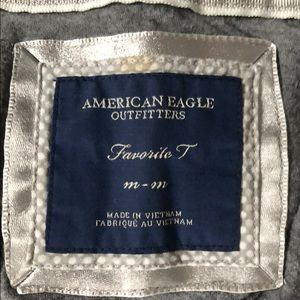 AMERICAN EAGLE
OUTFITTERS
Favorite T
m-m
MADE IN VIETNAM
FABRIQUÉ AU VIETNAM